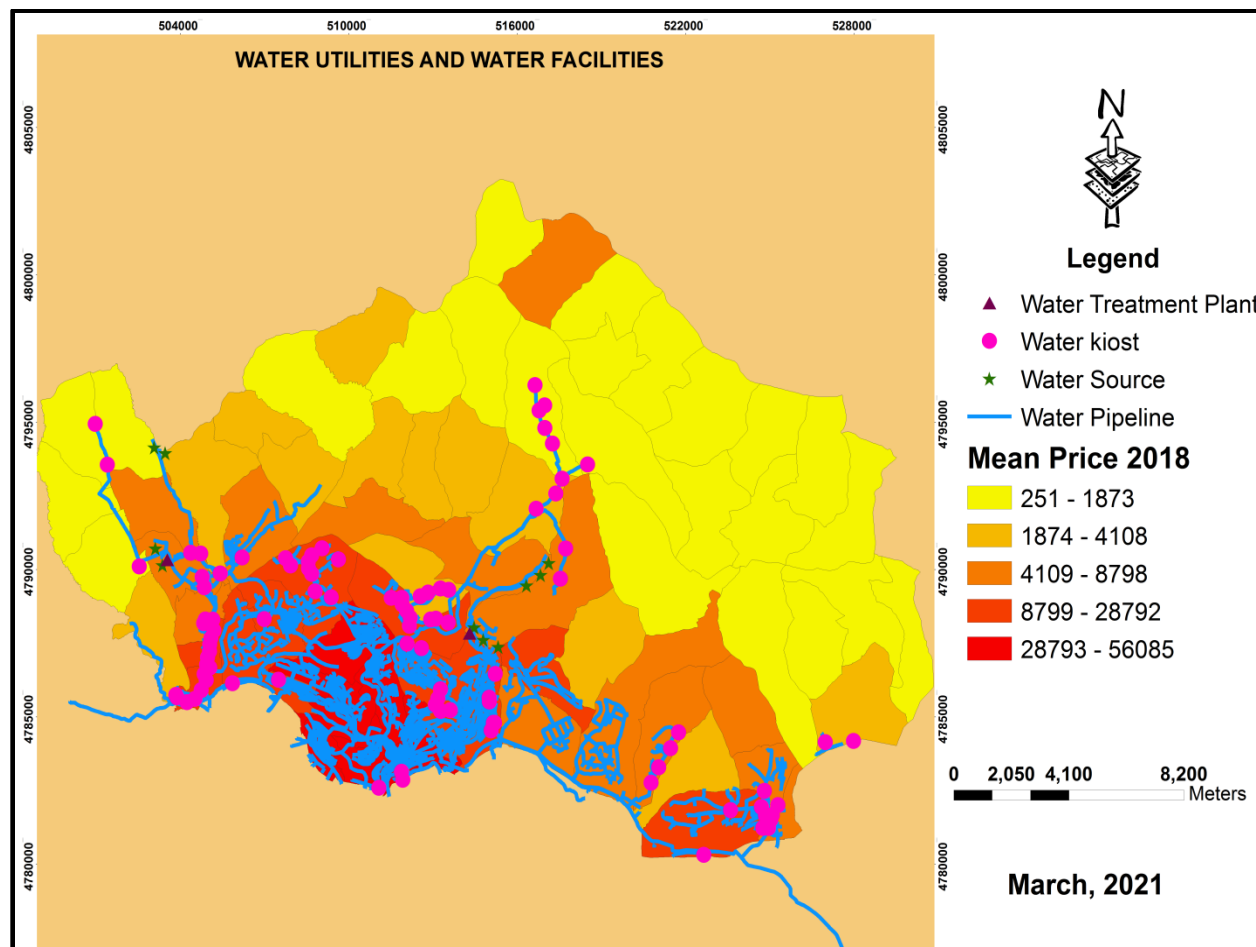 504000 510000 516000 522000 528000
WATER UTILITIES AND WATER FACILITIES
4805000
4800000
4795000
4790000
4785000
4780000
4805000
4800000
4795000
4790000
4785000
4780000
N
Legend
Water Treatment Plant
Water kiost
Water Source
Water Pipeline
Mean Price 2018
251 - 1873
1874 - 4108
4109 - 8798
8799 - 28792
28793 - 56085
0 2,050 4,100 8,200
Meters
March, 2021